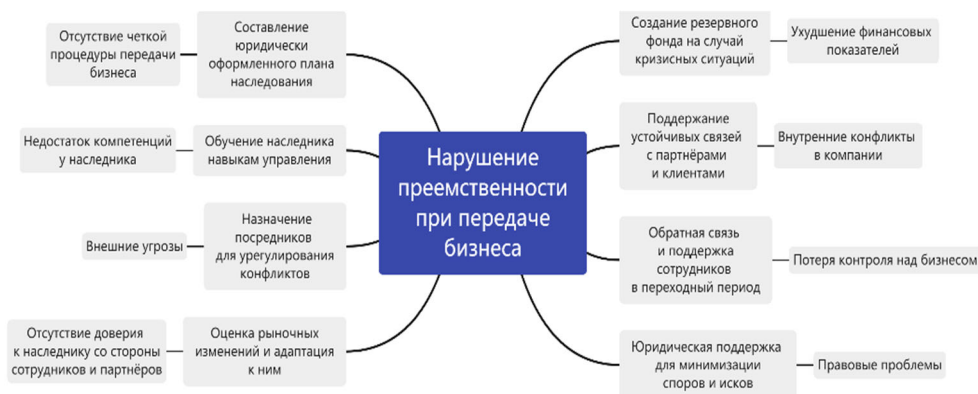 Отсутствие четкой
процедуры передачи
бизнеса
Составление
юридически
оформленного плана
наследования
Недостаток компетенций
у наследника
Обучение наследника
навыкам управления
Внешние угрозы
Назначение
посредников
для урегулирования
конфликтов
Отсутствие доверия
к наследнику со стороны
сотрудников и партнёров
Оценка рыночных
изменений и адаптация
к ним
Нарушение
преемственности
при передаче
бизнеса
Создание резервного
фонда на случай
кризисных ситуаций
Ухудшение финансовых
показателей
Поддержание
устойчивых связей
с партнёрами
и клиентами
Внутренние конфликты
в компании
Обратная связь
и поддержка
сотрудников
в переходный период
Потеря контроля над бизнесом
Юридическая поддержка
для минимизации
споров и исков
Правовые проблемы